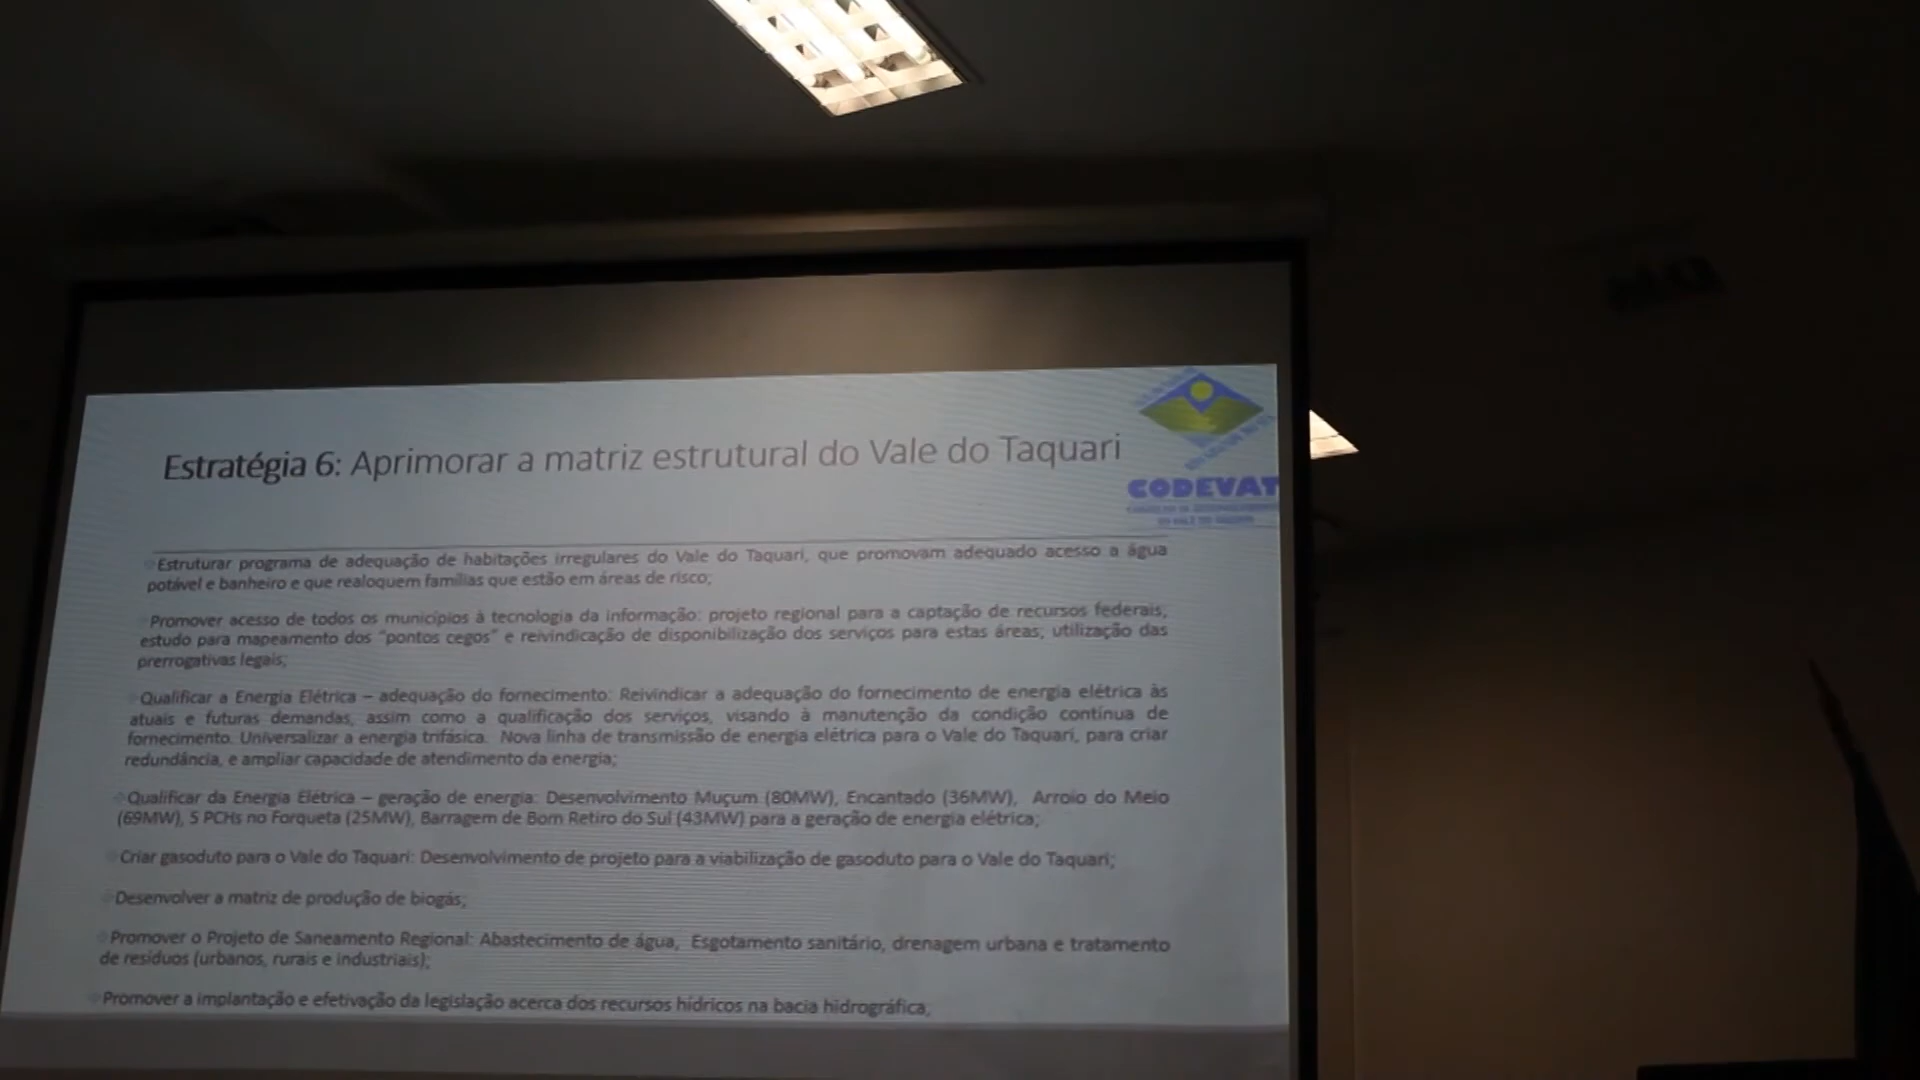 Estratégia 6: Aprimorar a matriz estrutural do Vale do Taquari
CODEVAT
Estruturar programa de adequação de habitações irregulares do Vale do Taquari, que promovam adequado acesso a água
potável e banheiro e que realoquem famílias que estão em áreas de risco;
Promover acesso de todos os municípios à tecnologia da informação: projeto regional para a captação de recursos federais,
estudo para mapeamento dos "pontos cegos" e reivindicação de disponibilização dos serviços para estas áreas, utilização das
prerrogativas legais;
Qualificar a Energia Elétrica – adequação do fornecimento: Reivindicar a adequação do fornecimento de energia elétrica às
atuais e futuras demandas, assim como a qualificação dos serviços, visando à manutenção da condição contínua de
fornecimento. Universalizar a energia trifásica. Nova linha de transmissão de energia elétrica para o Vale do Taquari, para criar
redundância, e ampliar capacidade de atendimento da energia;
Qualificar da Energia Elétrica – geração de energia: Desenvolvimento Muçum (80MW), Encantado (36MW), Arroio do Meio
(69MW), 5 PCHs no Forqueta (25MW), Barragem de Bom Retiro do Sul (43MW) para a geração de energia elétrica;
Criar gasoduto para o Vale do Taquari: Desenvolvimento de projeto para a viabilização de gasoduto para o Vale do Taquari;
Desenvolver a matriz de produção de biogás;
Promover o Projeto de Saneamento Regional: Abastecimento de água, Esgotamento sanitário, drenagem urbana e tratamento
de resíduos (urbanos, rurais e industriais);
Promover a implantação e efetivação da legislação acerca dos recursos hídricos na bacia hidrográfica;